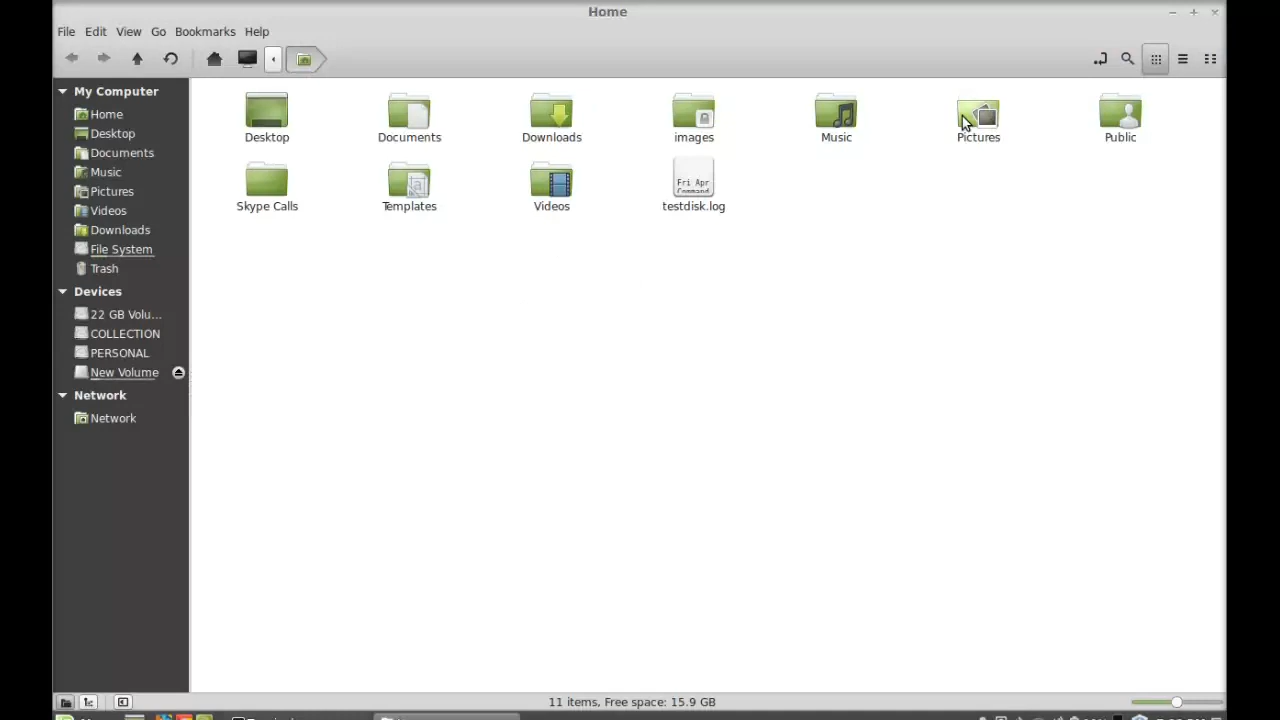 Home
File Edit View Go Bookmarks Help
My Computer
Home
Desktop
Documents
Music
Pictures
Videos
Downloads
File System
Trash
Devices
22 GB Volu...
COLLECTION
PERSONAL
New Volume
Network
Network
Desktop Documents Downloads images Music Pictures Public
Fri Apr
Command
Skype Calls Templates Videos testdisk.log
11 items, Free space: 15.9 GB